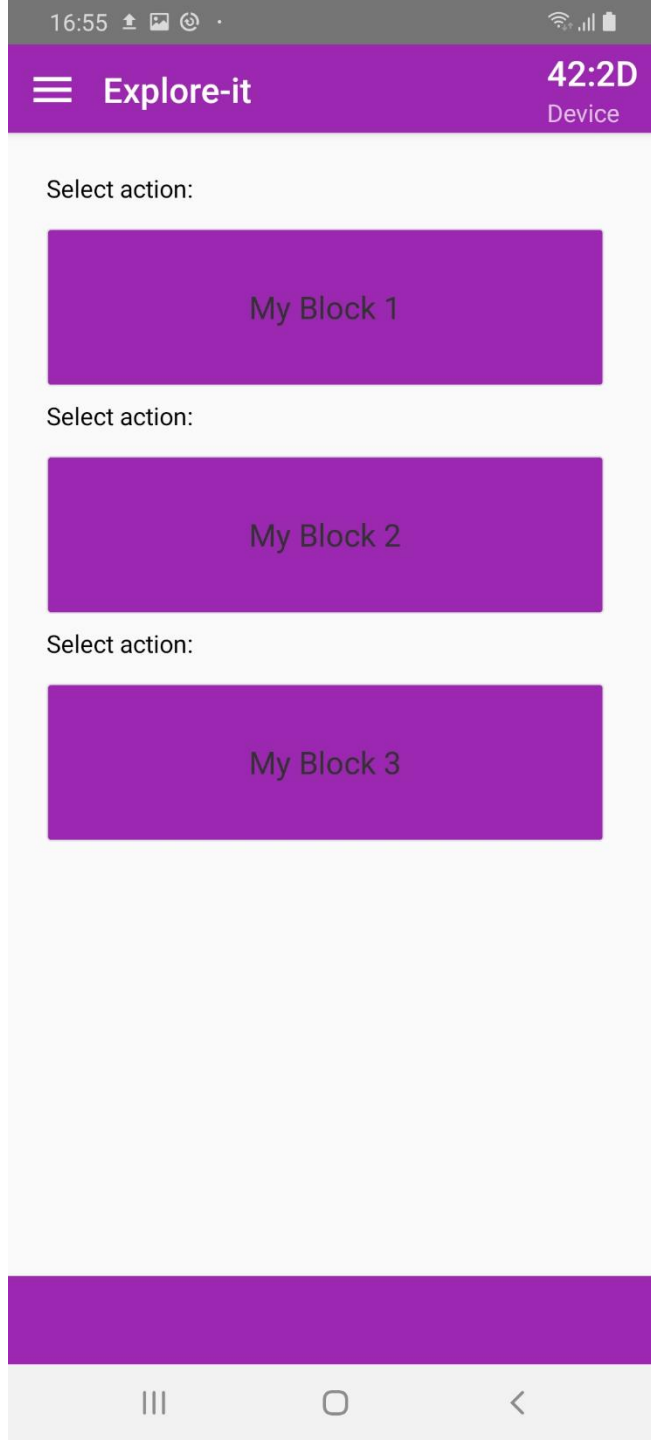 16:55
Explore-it
42:2D
Device
Select action:
My Block 1
Select action:
My Block 2
Select action:
My Block 3